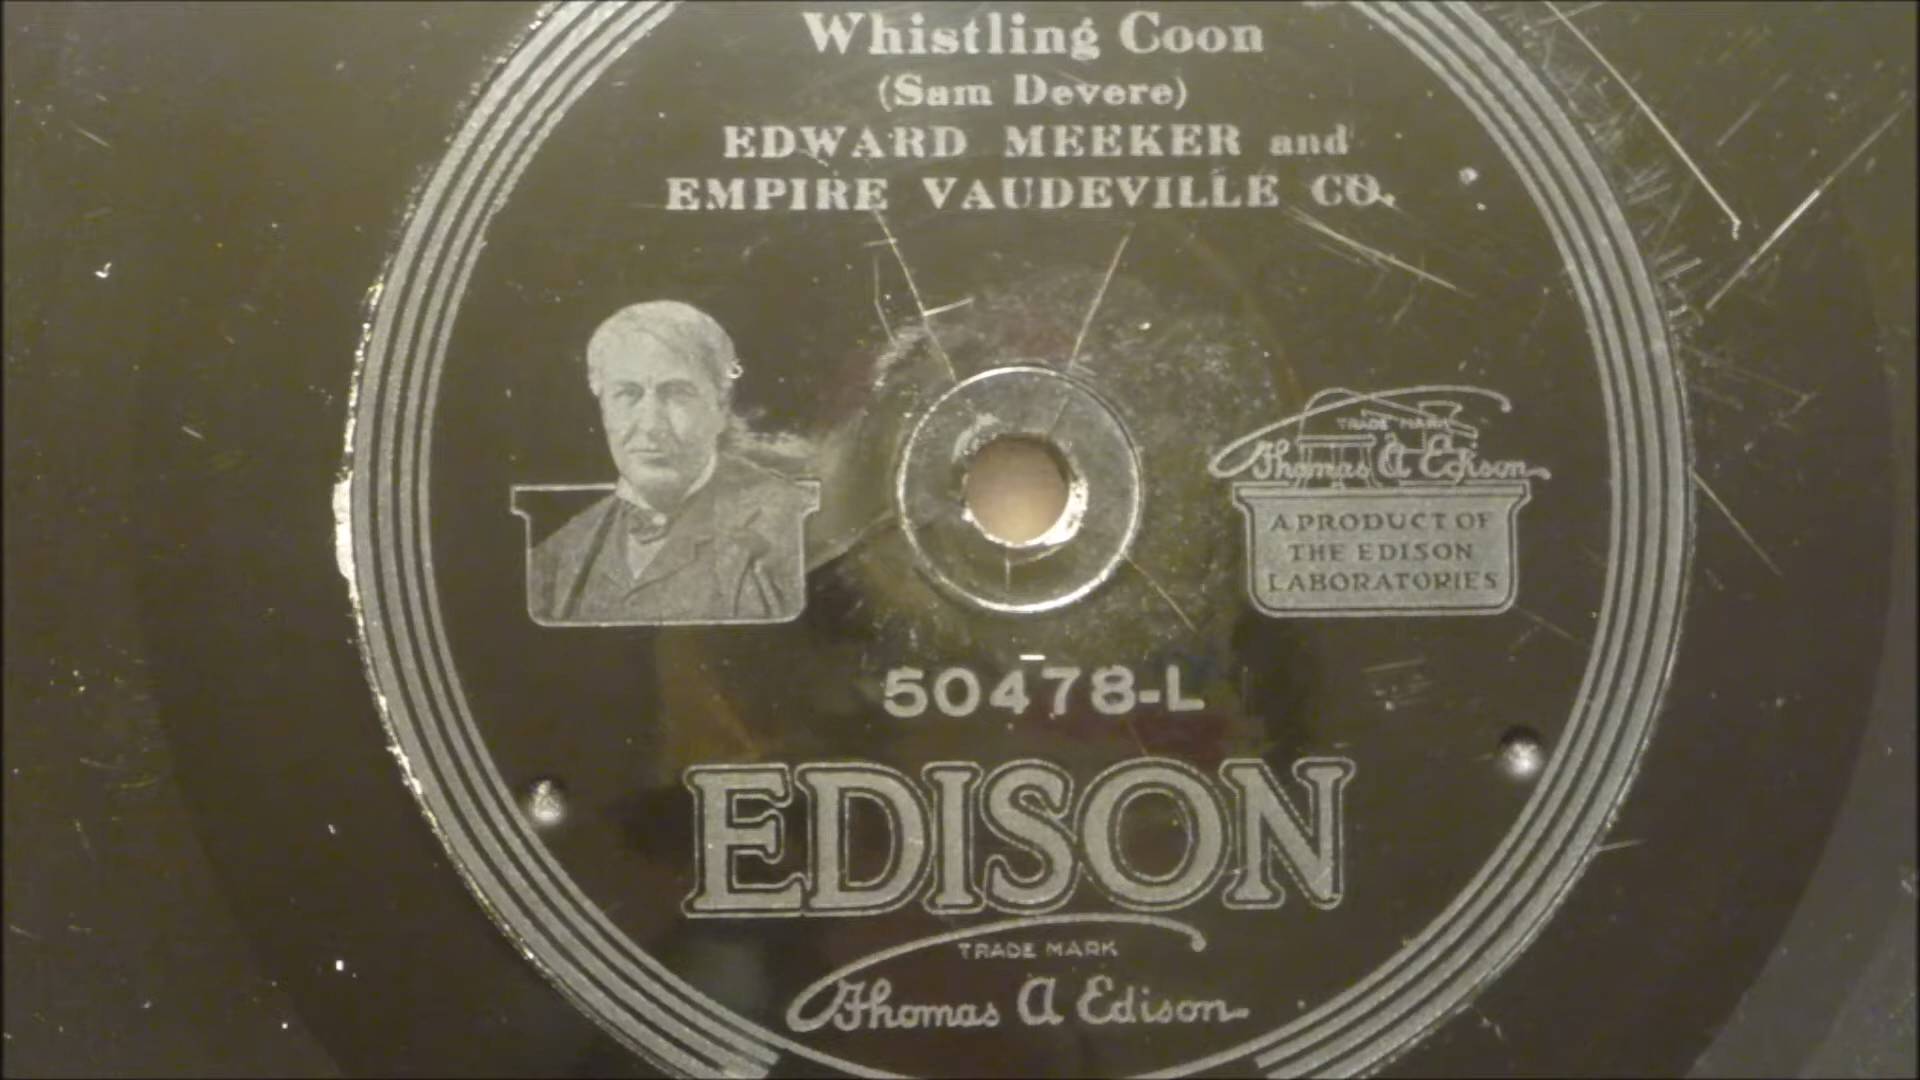 Whistling Coon
(Sam Devere)
EDWARD MEEKER and
EMPIRE VAUDEVILLE CO.
TRADE MARK
Thomas A Edison
A PRODUCT OF
THE EDISON
LABORATORIES
50478-L
EDISON
TRADE MARK
Thomas A Edison